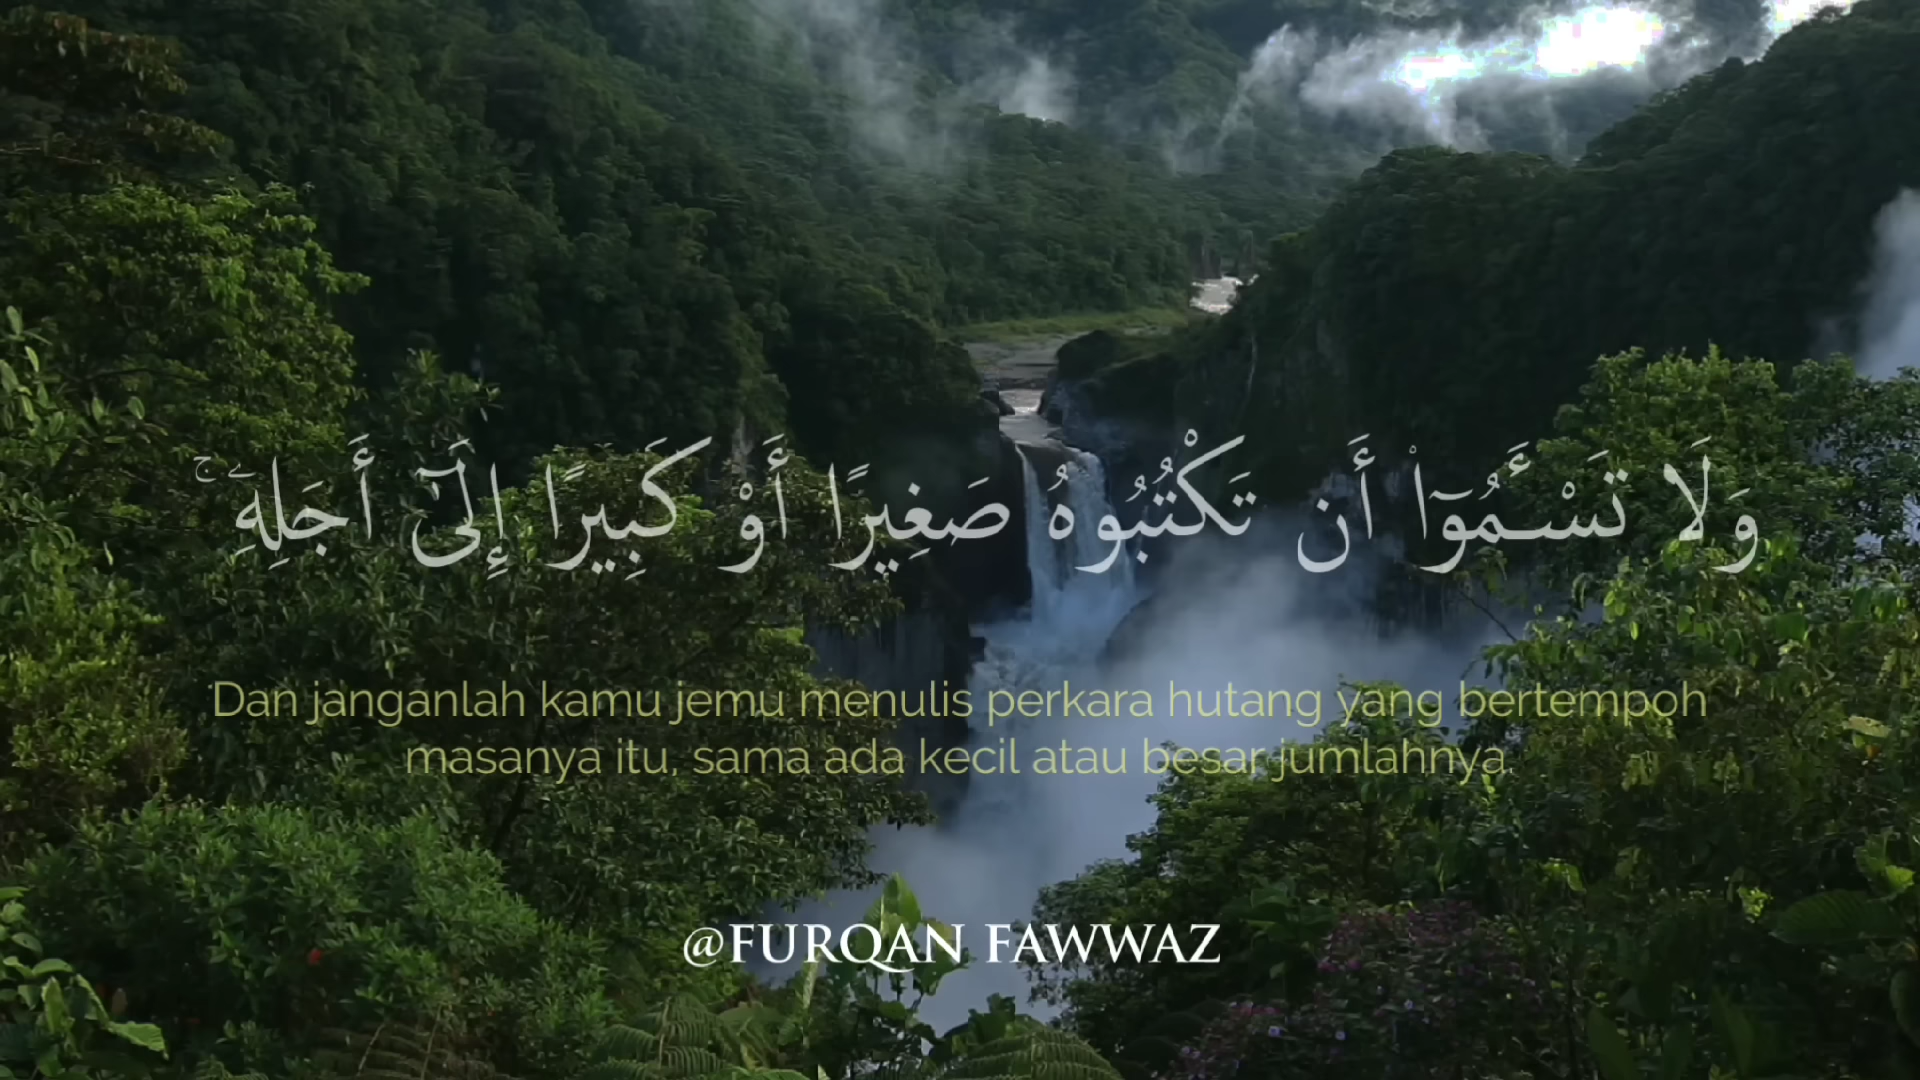 وَلَا تَسْـَٔمُوٓا۟ أَن تَكْتُبُوهُ صَغِيرًا أَوْ كَبِيرًا إِلَىٰٓ أَجَلِهِۦ ۚ
Dan janganlah kamu jemu menulis perkara hutang yang bertempoh
masanya itu, sama ada kecil atau besar jumlahnya.
@FURQAN FAWWAZ